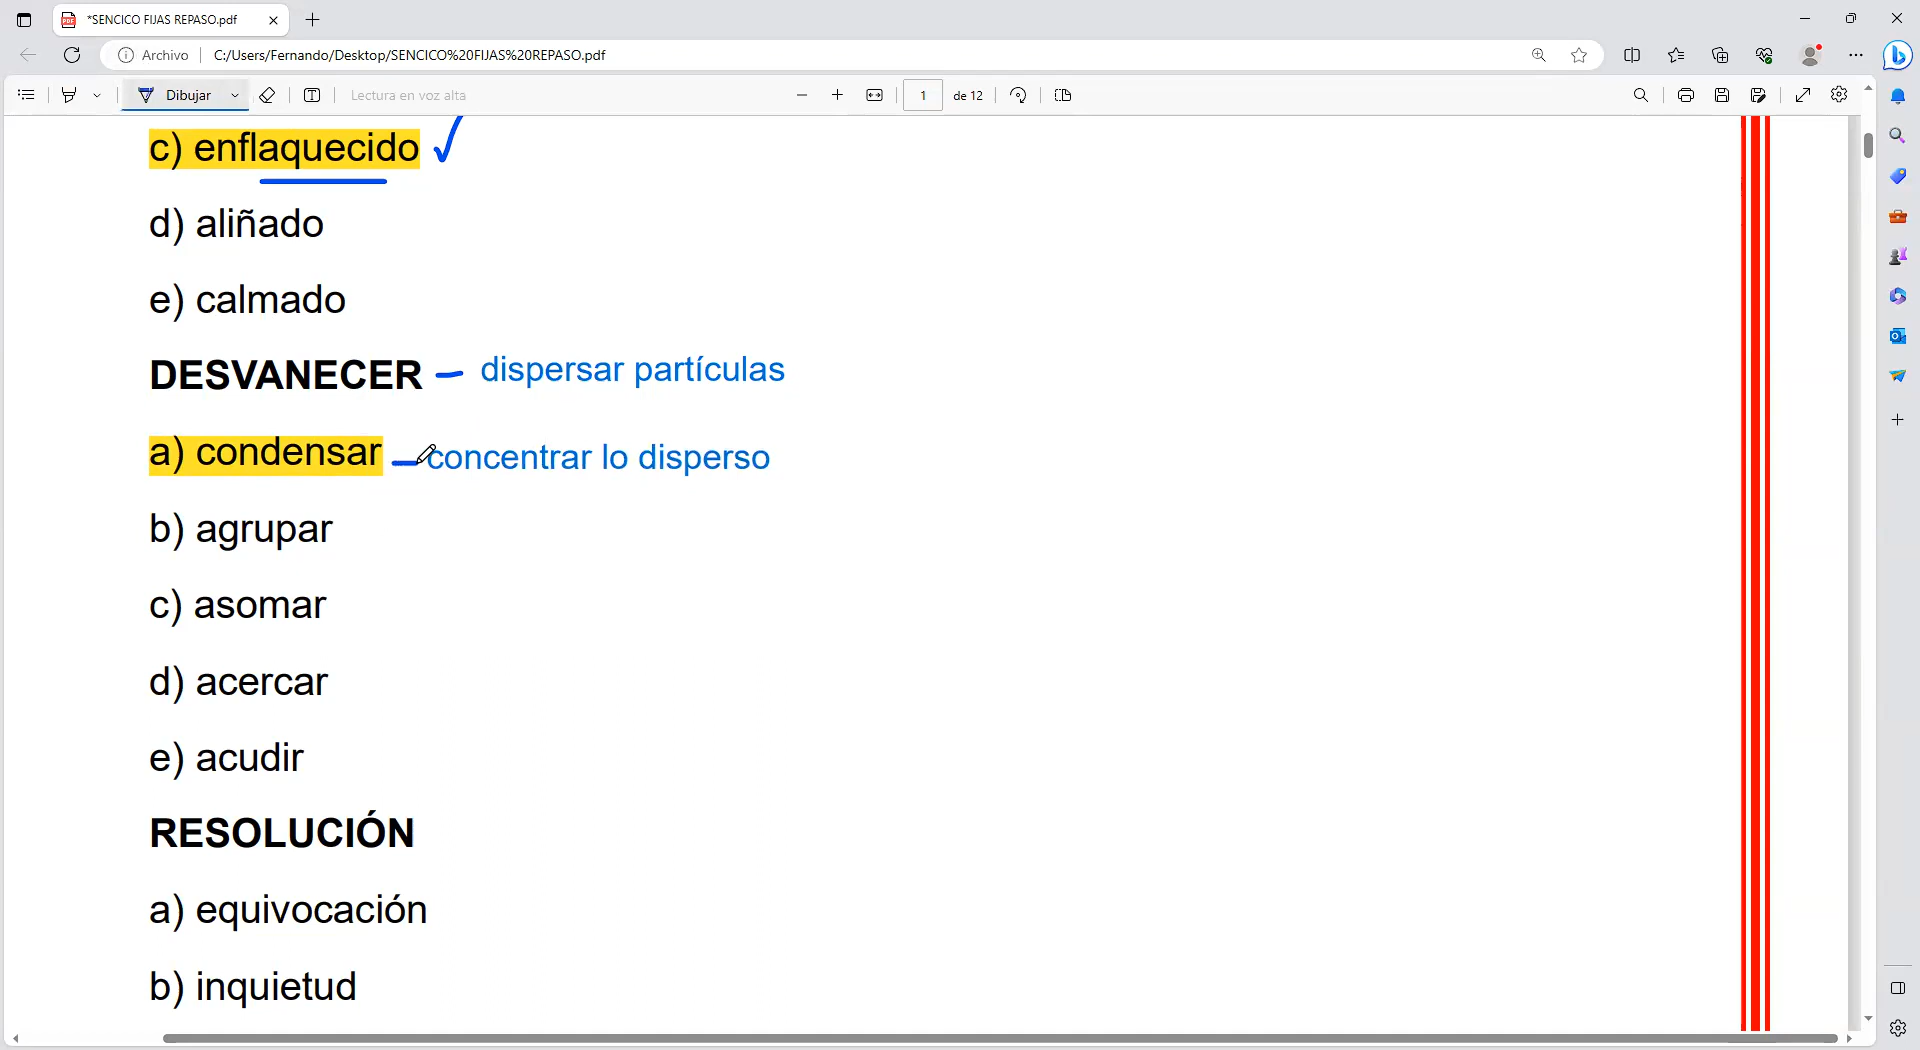 *SENCICO FIJAS REPASO.pdf
Archivo
C:/Users/Fernando/Desktop/SENCICO%20FIJAS%20REPASO.pdf
Dibujar
Lectura en voz alta
1
de 12
c) enflaquecido
d) aliñado
e) calmado
DESVANECER – dispersar partículas
a) condensar – concentrar lo disperso
b) agrupar
c) asomar
d) acercar
e) acudir
RESOLUCIÓN
a) equivocación
b) inquietud